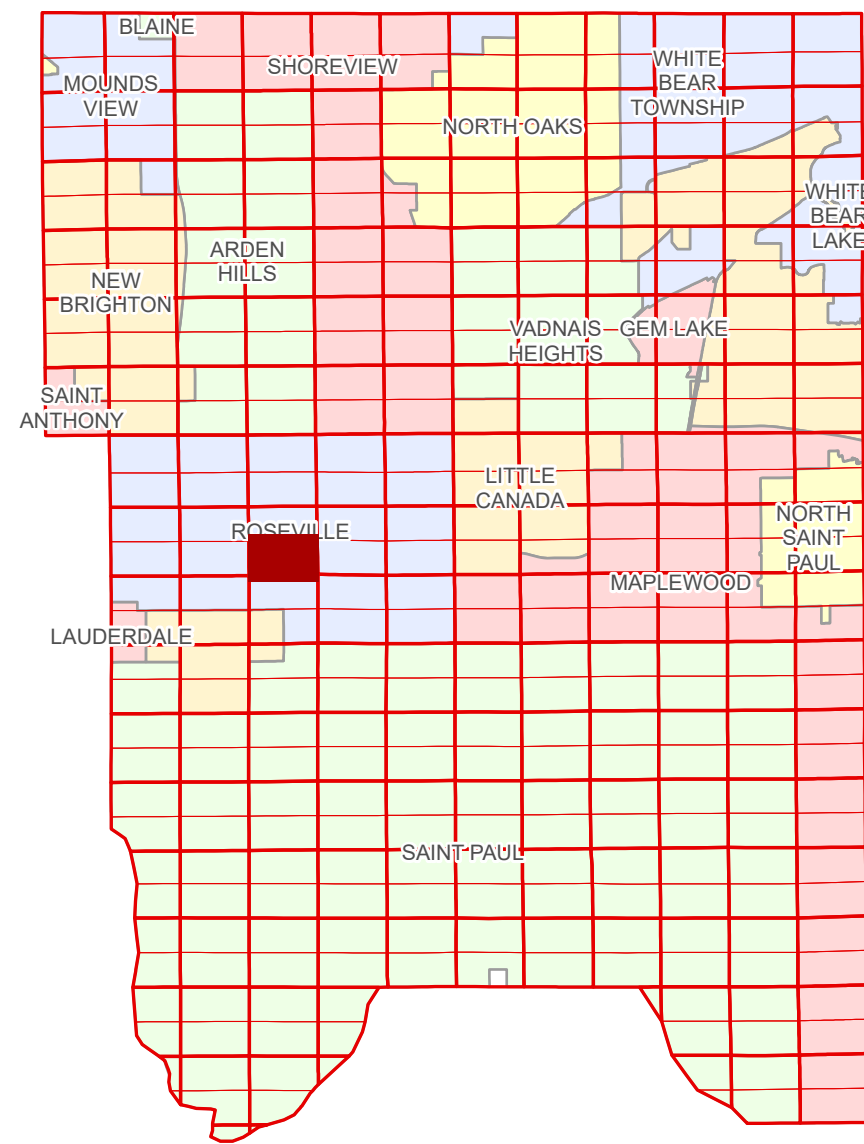 BLAINE
SHOREVIEW
WHITE
BEAR
TOWNSHIP
MOUNDS
VIEW
NORTH OAKS
WHITE
BEAR
LAKE
ARDEN
HILLS
NEW
BRIGHTON
VADNAIS
HEIGHTS
GEM LAKE
SAINT
ANTHONY
LITTLE
CANADA
NORTH
SAINT
PAUL
ROSEVILLE
MAPLEWOOD
LAUDERDALE
SAINT PAUL